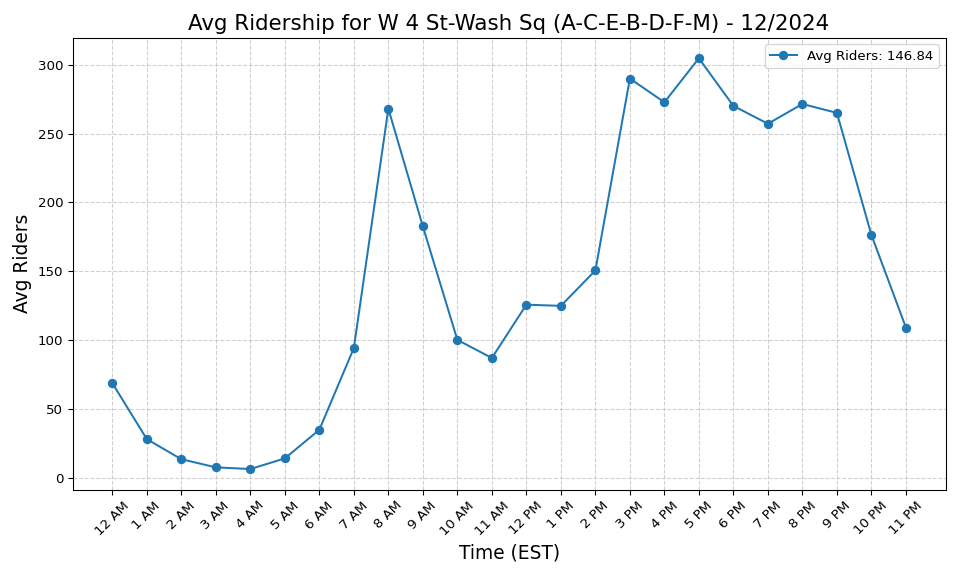 Avg Ridership for W 4 St-Wash Sq (A-C-E-B-D-F-M) - 12/2024
Avg Riders: 146.84
Avg Riders
300
250
200
150
100
50
0
12 AM
1 AM
2 AM
3 AM
4 AM
5 AM
6 AM
7 AM
8 AM
9 AM
10 AM
11 AM
12 PM
1 PM
2 PM
3 PM
4 PM
5 PM
6 PM
7 PM
8 PM
9 PM
10 PM
11 PM
Time (EST)